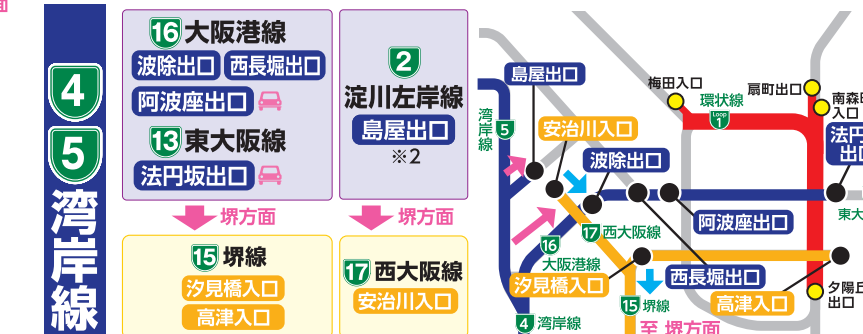 4
5
湾岸線
16 大阪港線
波除出口 西長堀出口
阿波座出口
13 東大阪線
法円坂出口
堺方面
15 堺線
汐見橋入口
高津入口
2
淀川左岸線
島屋出口
※2
堺方面
17 西大阪線
安治川入口
島屋出口
湾岸線
5
安治川入口
波除出口
梅田入口
環状線
Loop
1
扇町出口
南森
入口
法円
出口
阿波座出口
東大
17 西大阪線
16
大阪港線
汐見橋入口
西長堀出口
高津入口
夕陽丘
出口
15 堺線
至 堺方面
4 湾岸線